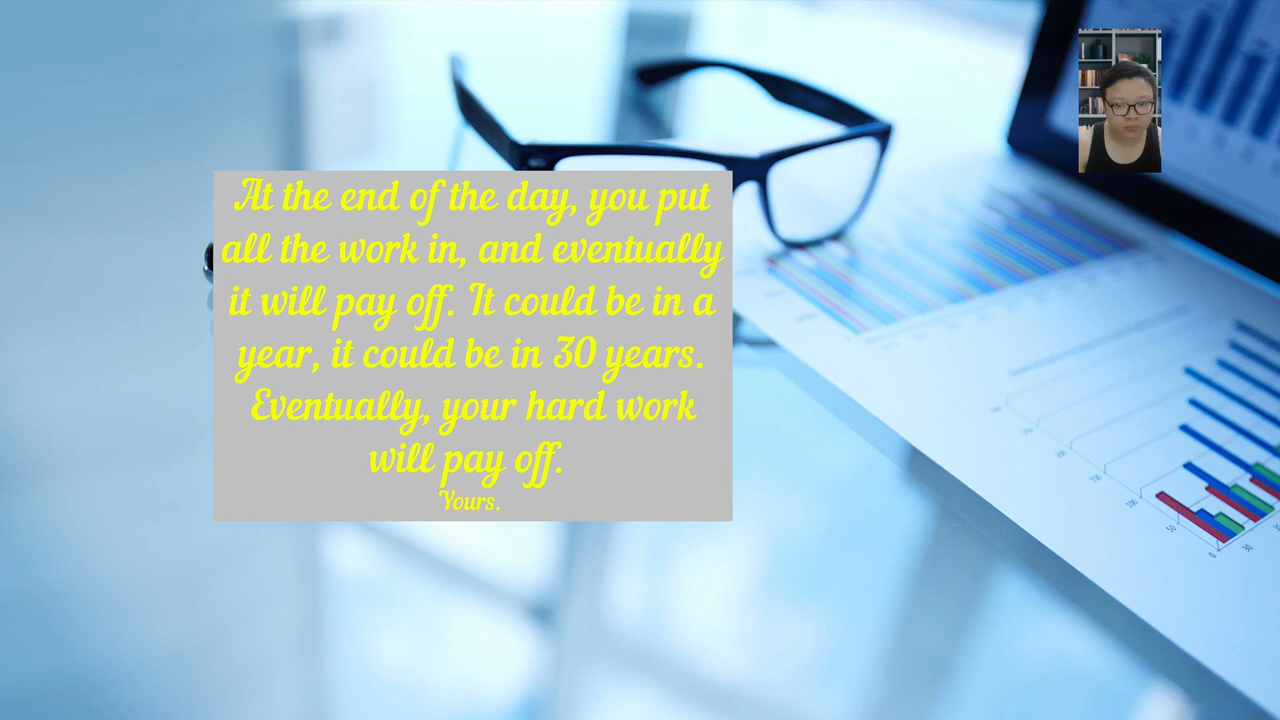 At the end of the day, you put
all the work in, and eventually
it will pay off. It could be in a
year, it could be in 30 years.
Eventually, your hard work
will pay off.
Yours.